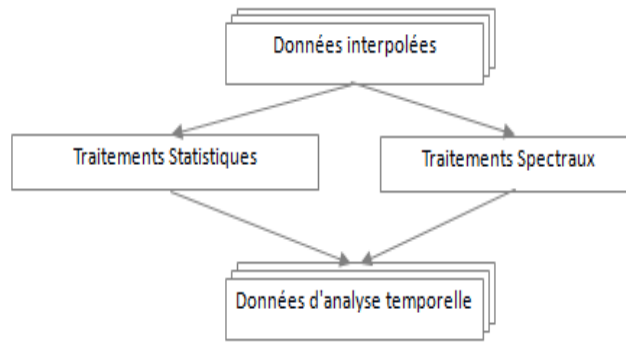 Données interpolées
Traitements Statistiques
Traitements Spectraux
Données d'analyse temporelle